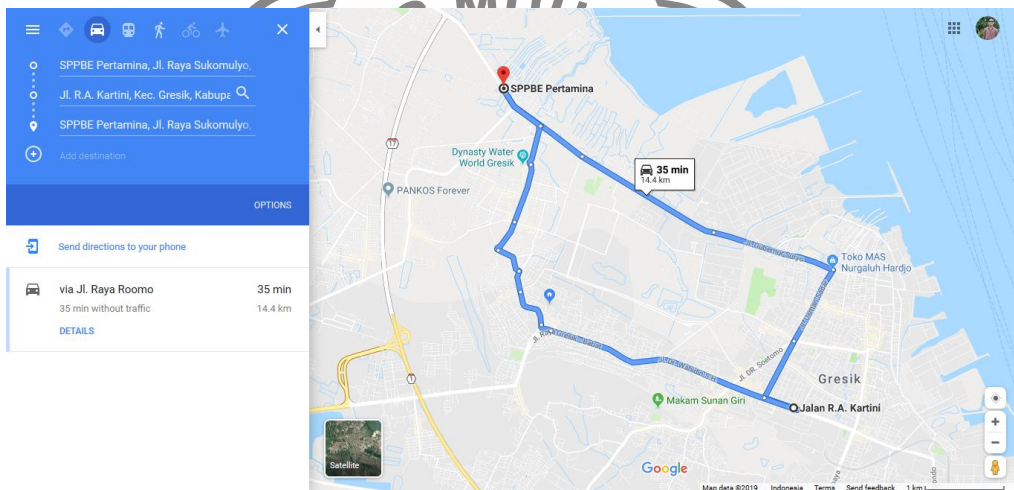 SPPBE Pertamina, Jl. Raya Sukomulyo,
Jl. R.A. Kartini, Kec. Gresik, Kabupa
SPPBE Pertamina, Jl. Raya Sukomulyo,
Add destination
OPTIONS
Send directions to your phone
via Jl. Raya Roomo 35 min
35 min without traffic 14.4 km
DETAILS
Satellite
SPPBE Pertamina
17
Dynasty Water
World Gresik
PANKOS Forever
35 min
14.4 km
Toko MAS
Nurgaluh Hardjo
Jl. DR. Soetomo
Gresik
1
Makam Sunan Giri
Jalan R.A. Kartini
Google
Map data ©2019 Indonesia Terms Send feedback 1 km